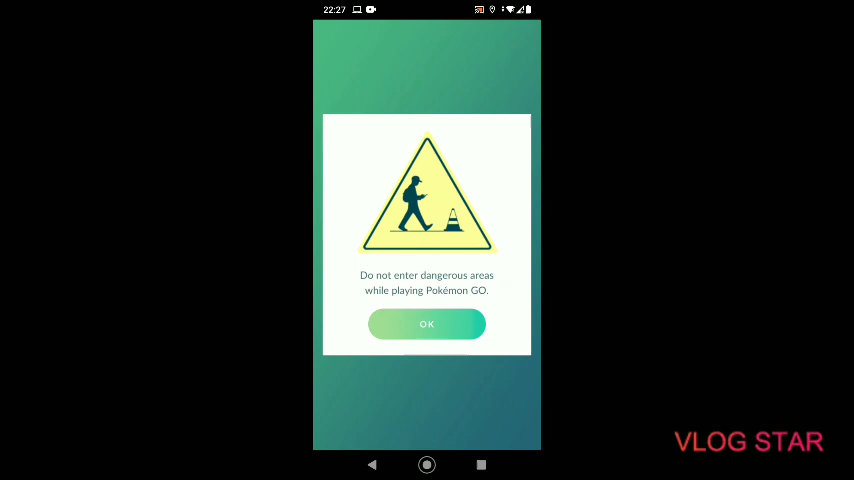 22:27
Do not enter dangerous areas
while playing Pokémon GO.
OK
VLOG STAR